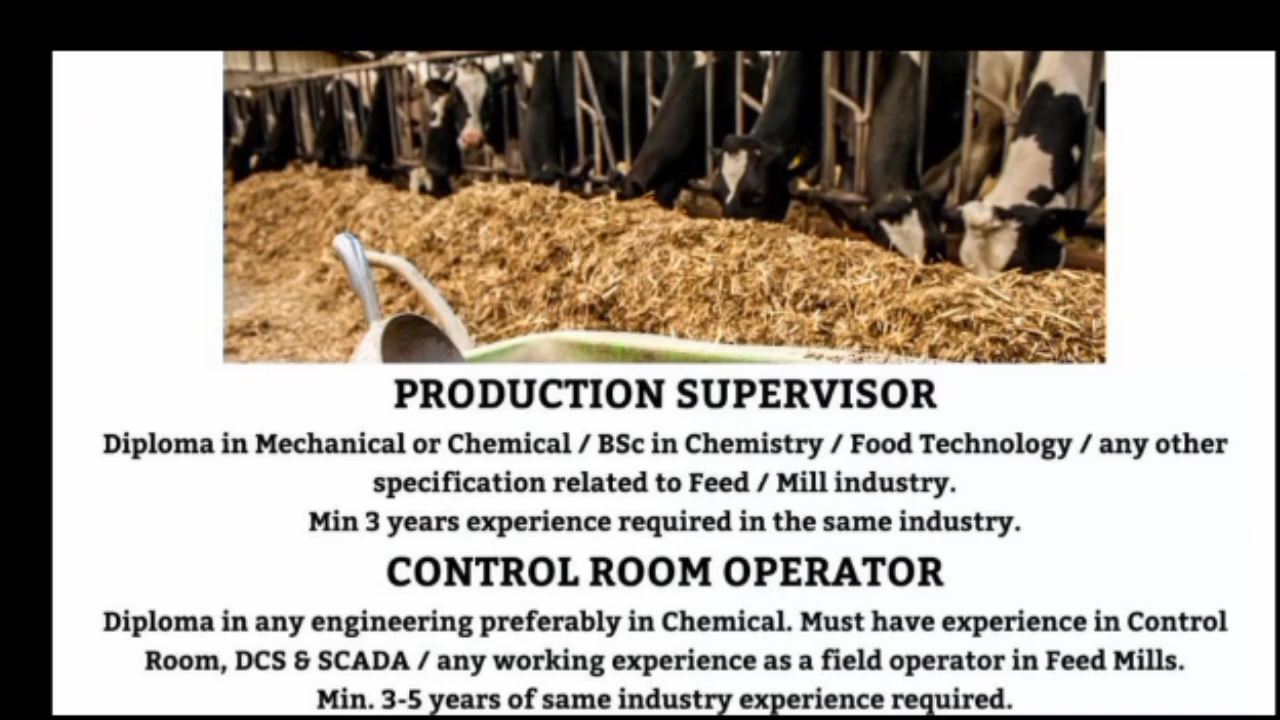 PRODUCTION SUPERVISOR
Diploma in Mechanical or Chemical / BSc in Chemistry / Food Technology / any other
specification related to Feed / Mill industry.
Min 3 years experience required in the same industry.
CONTROL ROOM OPERATOR
Diploma in any engineering preferably in Chemical. Must have experience in Control
Room, DCS & SCADA / any working experience as a field operator in Feed Mills.
Min. 3-5 years of same industry experience required.